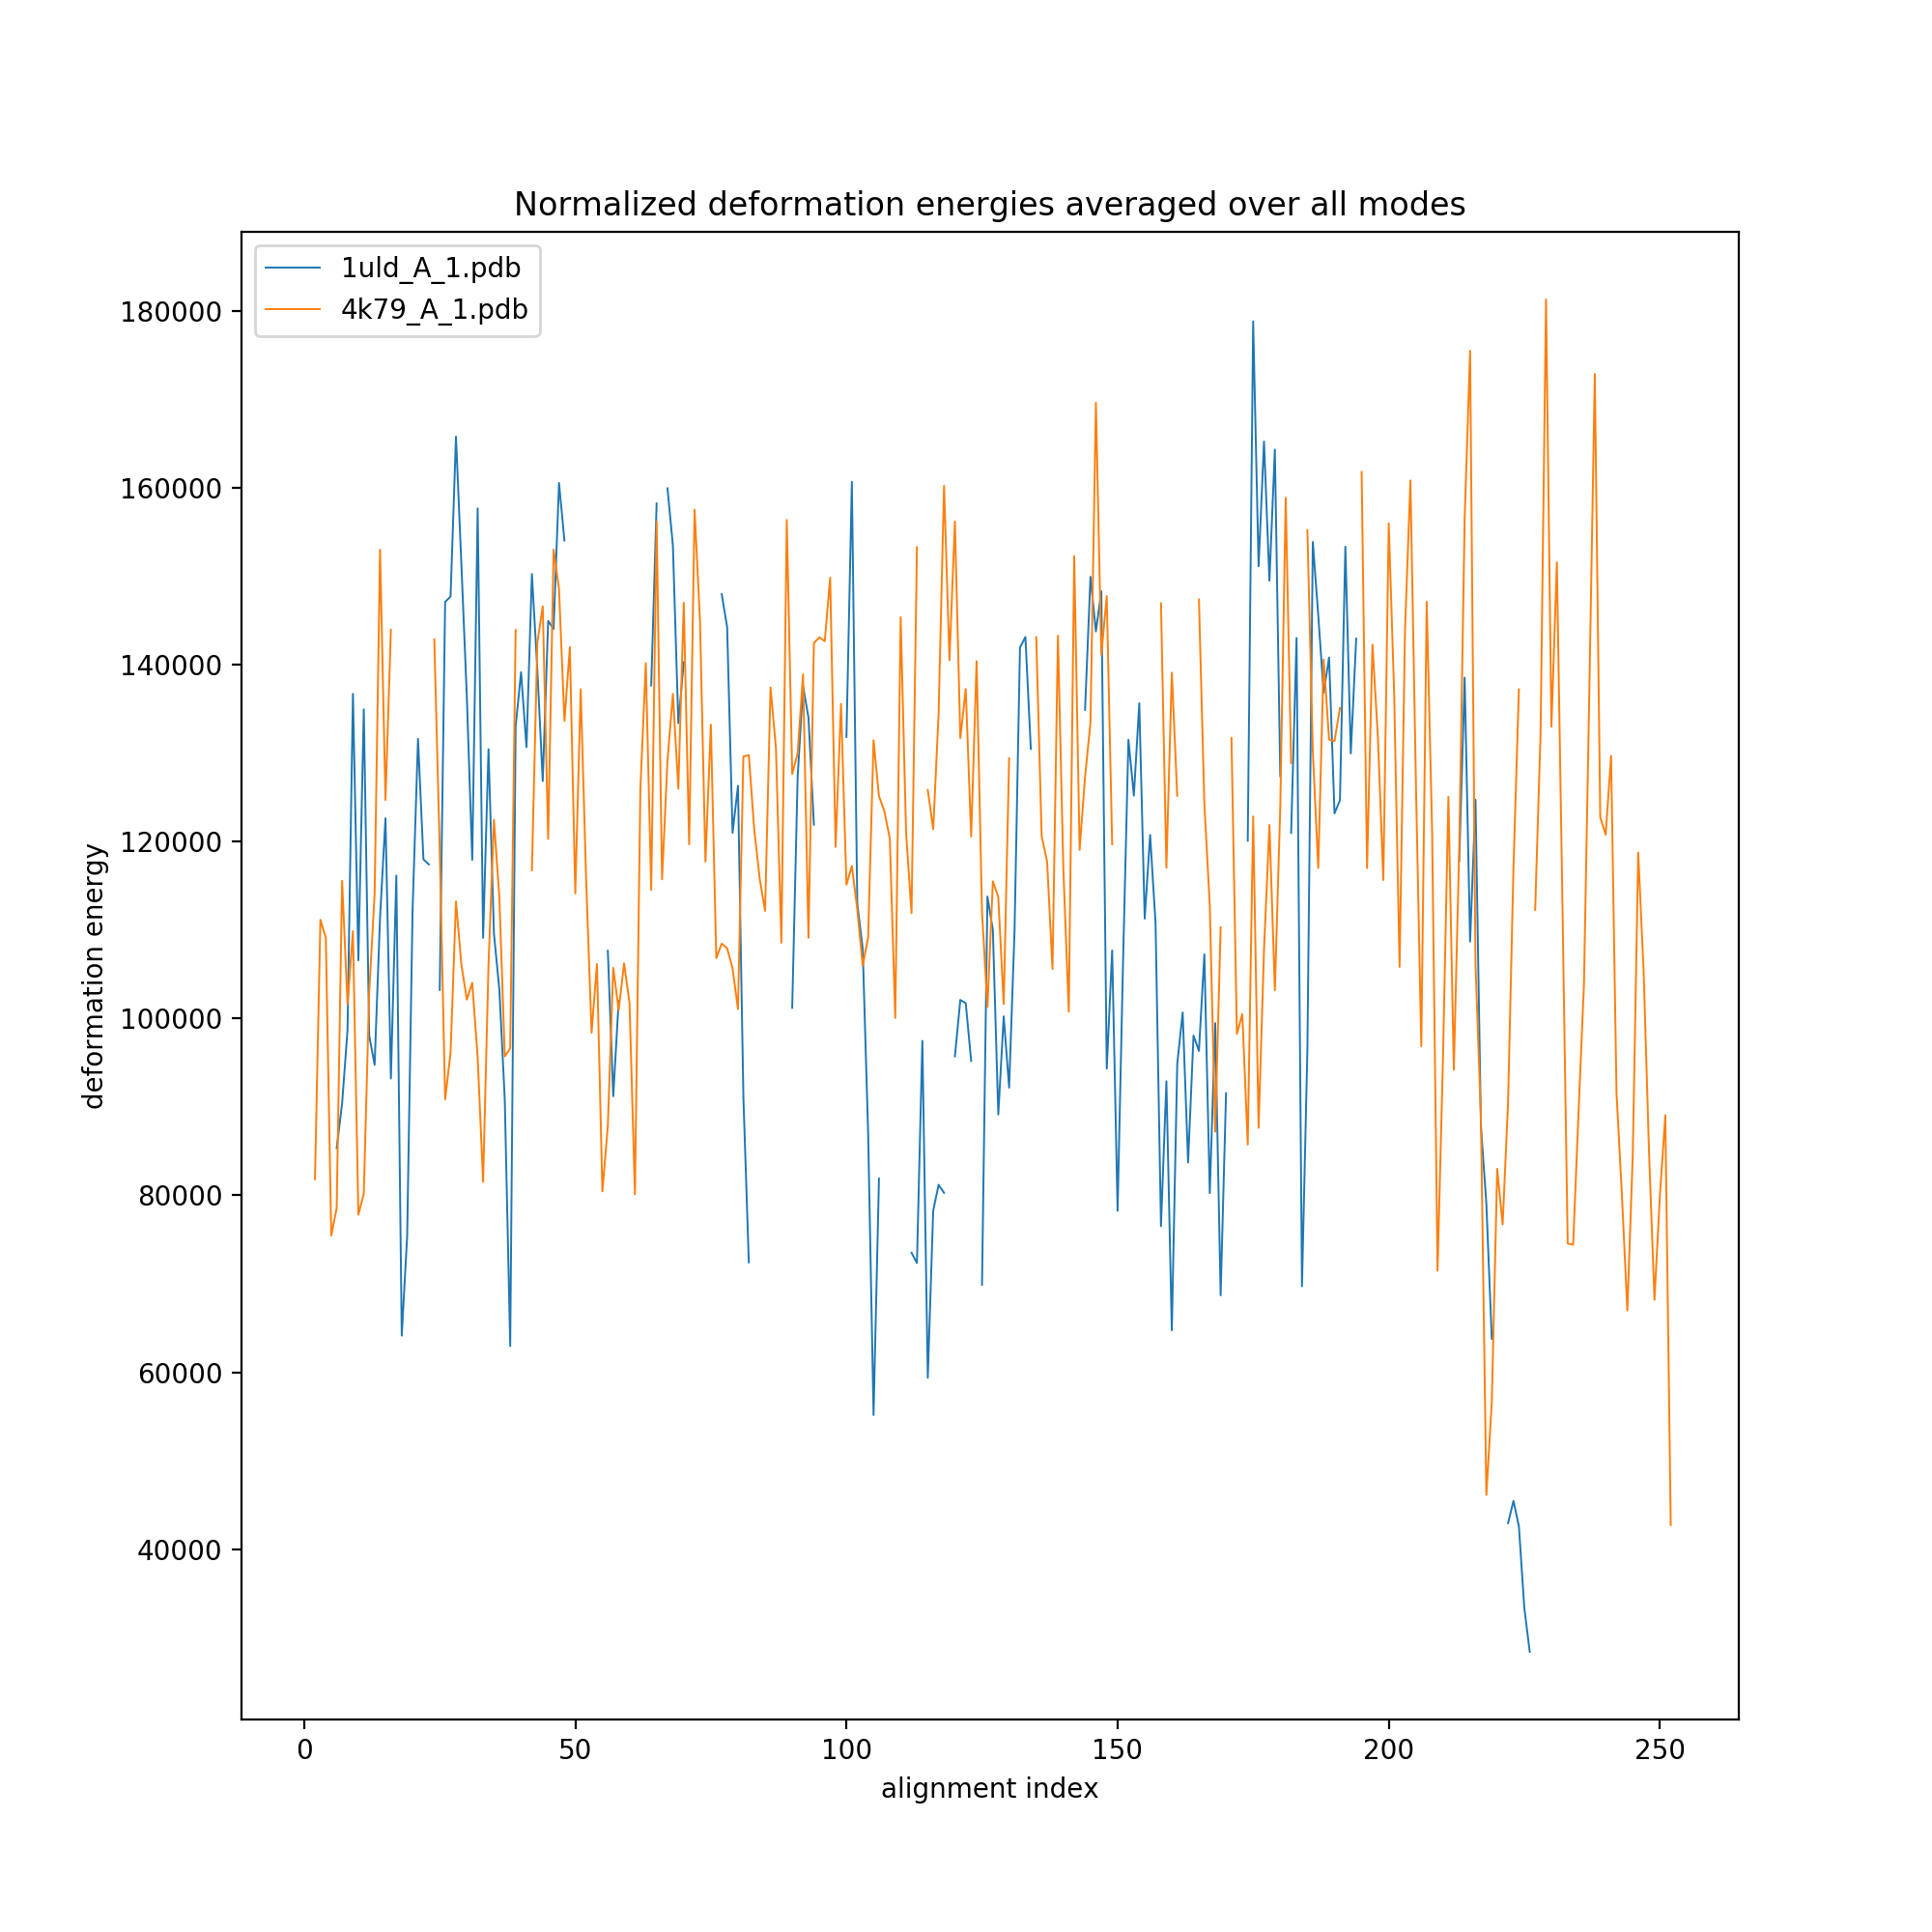 Normalized deformation energies averaged over all modes
1uld_A_1.pdb
4k79_A_1.pdb
180000
160000
140000
120000
100000
80000
60000
40000
deformation energy
0 50 100 150 200 250
alignment index